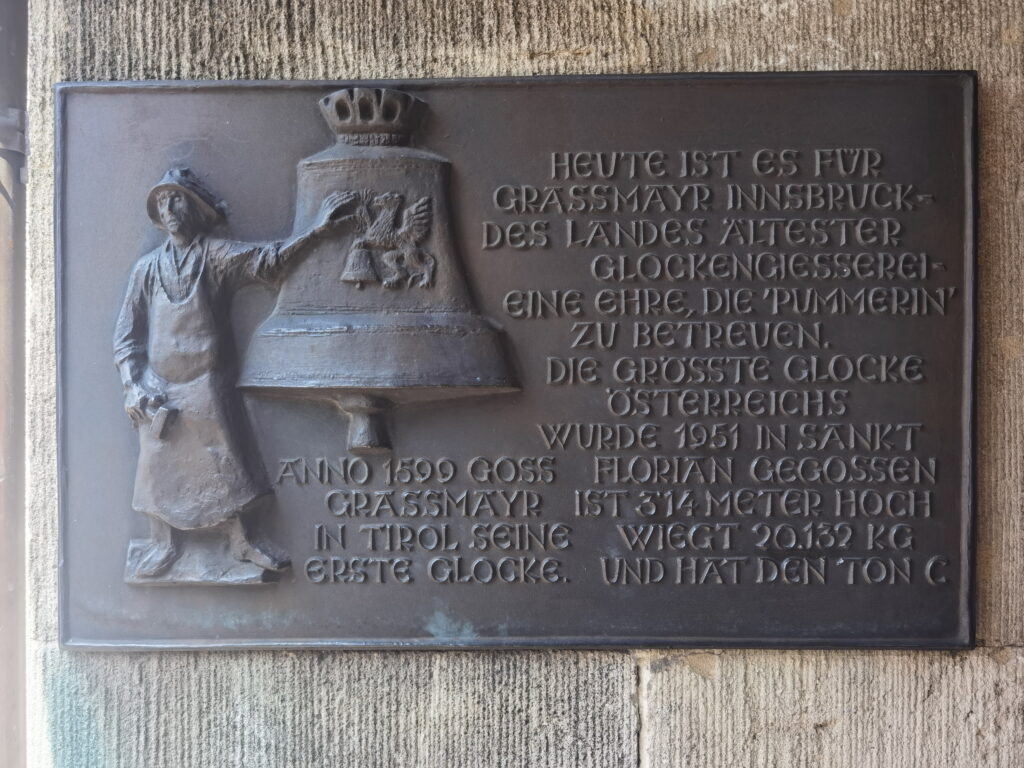 HEUTE IST ES FÜR
GRASSMAYR INNSBRUCK-
DES LANDES ÄLTESTER
GLOCKENGIESSEREI-
EINE EHRE, DIE 'PUMMERIN'
ZU BETREUEN.
DIE GRÖSSTE GLOCKE
ÖSTERREICHS
WURDE 1951 IN SANKT
FLORIAN GEGOSSEN
IST 3'14 METER HOCH
WIEGT 20.132 KG
UND HAT DEN TON C
ANNO 1599 GOSS
GRASSMAYR
IN TIROL SEINE
ERSTE GLOCKE.